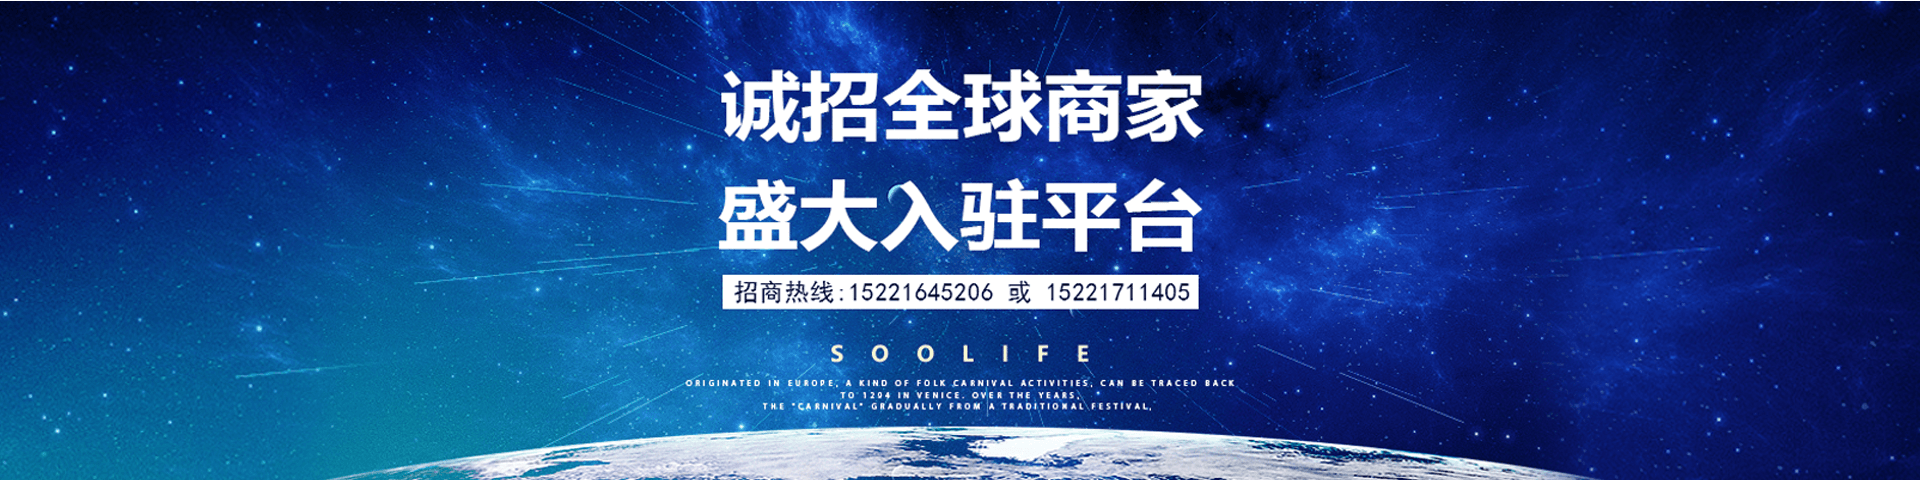 诚招全球商家
盛大入驻平台
招商热线:15221645206 或 15221711405
SOOLIFE
ORIGINATED IN EUROPE, A KIND OF FOLK CARNIVAL ACTIVITIES, CAN BE TRACED BACK
TO 1294 IN VENICE. OVER THE YEARS,
THE "CARNIVAL" GRADUALLY FROM A TRADITIONAL FESTIVAL,